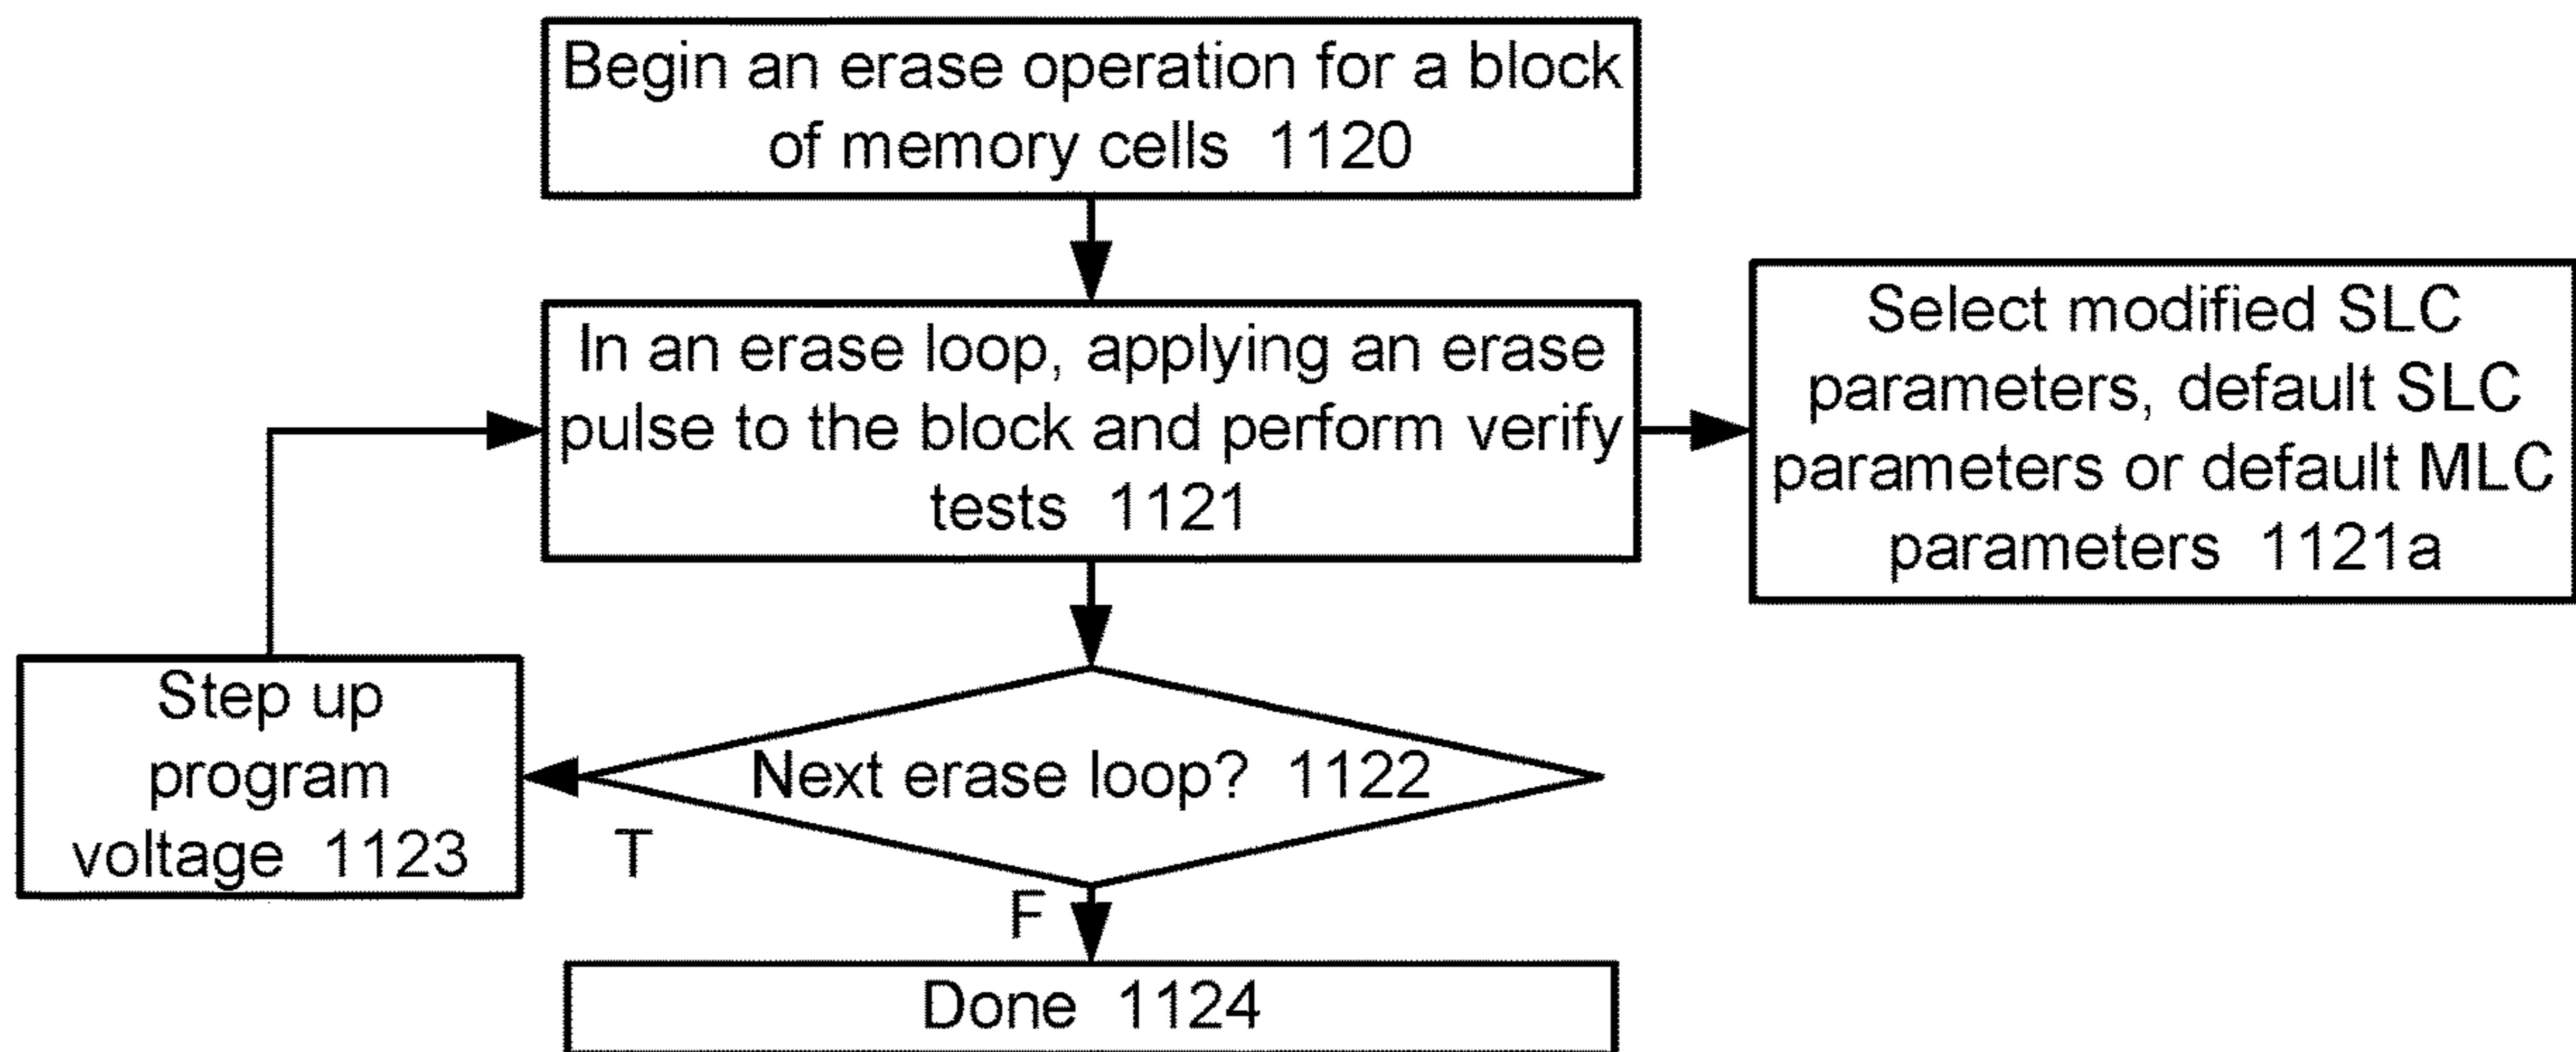 Begin an erase operation for a block
of memory cells 1120
In an erase loop, applying an erase
pulse to the block and perform verify
tests 1121
Select modified SLC
parameters, default SLC
parameters or default MLC
parameters 1121a
Next erase loop? 1122
Step up
program
voltage 1123
T
F
Done 1124